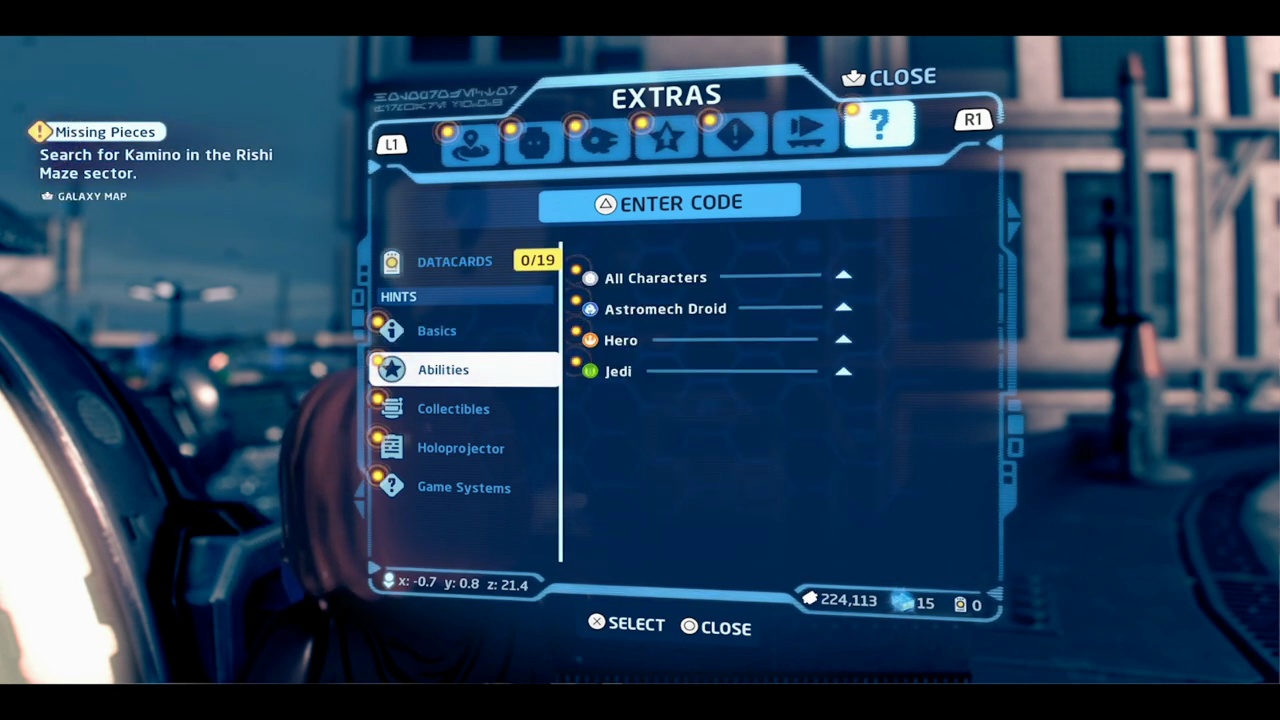 CLOSE
EXTRAS
L1
R1
?
Missing Pieces
Search for Kamino in the Rishi
Maze sector.
GALAXY MAP
ENTER CODE
DATACARDS 0/19
HINTS
Basics
Abilities
Collectibles
Holoprojector
Game Systems
All Characters
Astromech Droid
Hero
Jedi
x: -0.7 y: 0.8 z: 21.4
224,113 15 0
SELECT CLOSE